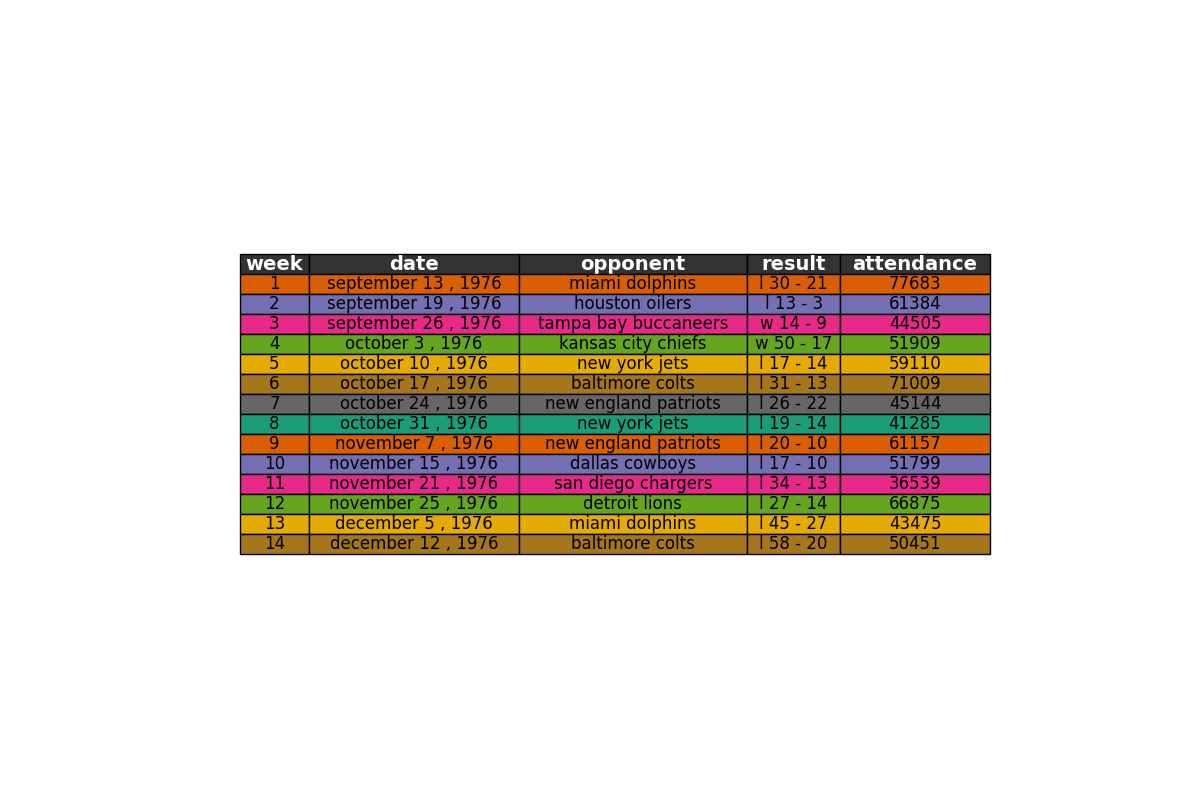 week date opponent result attendance
1 september 13 , 1976 miami dolphins l 30 - 21 77683
2 september 19 , 1976 houston oilers l 13 - 3 61384
3 september 26 , 1976 tampa bay buccaneers w 14 - 9 44505
4 october 3 , 1976 kansas city chiefs w 50 - 17 51909
5 october 10 , 1976 new york jets l 17 - 14 59110
6 october 17 , 1976 baltimore colts l 31 - 13 71009
7 october 24 , 1976 new england patriots l 26 - 22 45144
8 october 31 , 1976 new york jets l 19 - 14 41285
9 november 7 , 1976 new england patriots l 20 - 10 61157
10 november 15 , 1976 dallas cowboys l 17 - 10 51799
11 november 21 , 1976 san diego chargers l 34 - 13 36539
12 november 25 , 1976 detroit lions l 27 - 14 66875
13 december 5 , 1976 miami dolphins l 45 - 27 43475
14 december 12 , 1976 baltimore colts l 58 - 20 50451